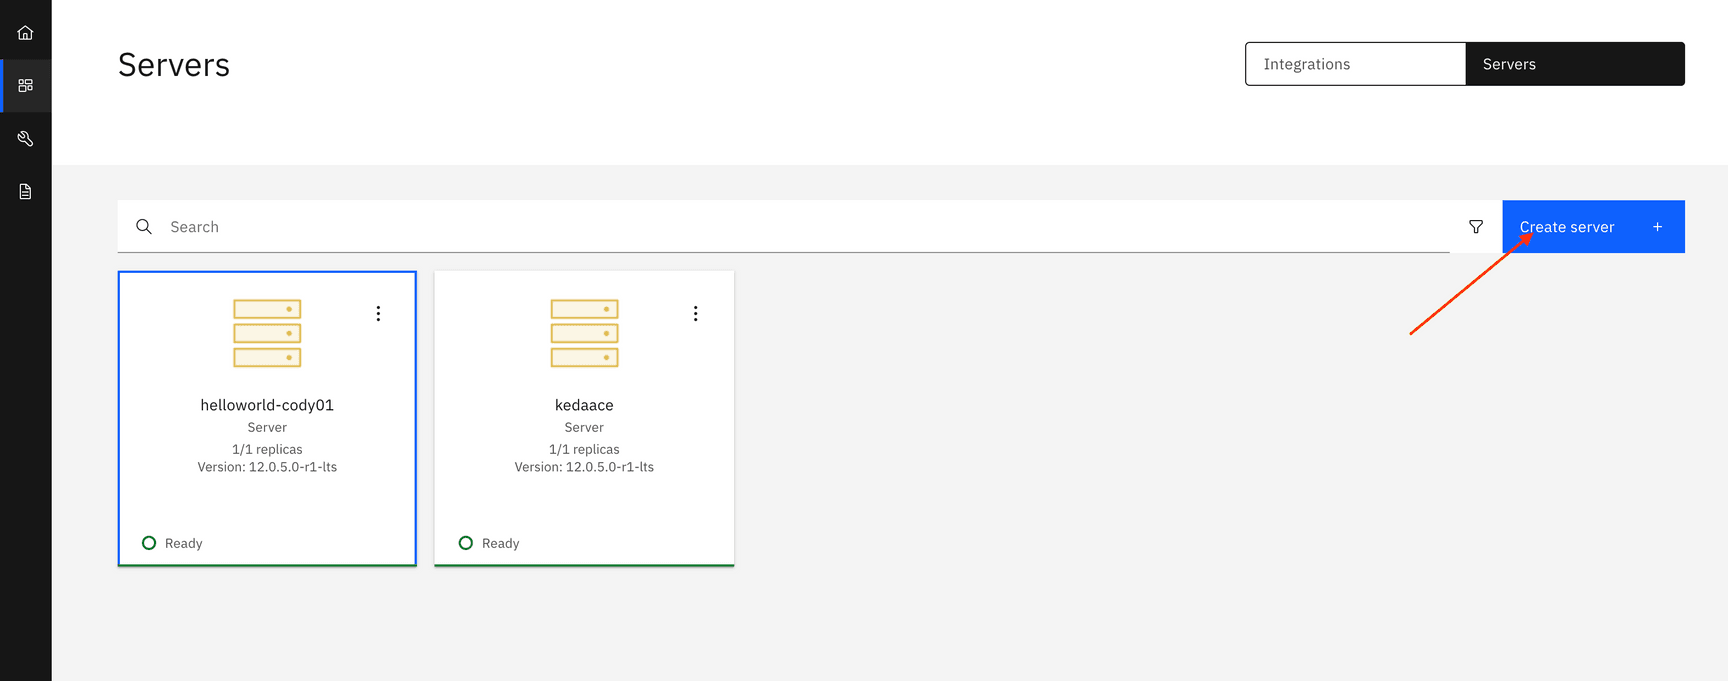 Servers
Integrations
Servers
Search
Create server +
helloworld-cody01
Server
1/1 replicas
Version: 12.0.5.0-r1-lts
Ready
kedaace
Server
1/1 replicas
Version: 12.0.5.0-r1-lts
Ready